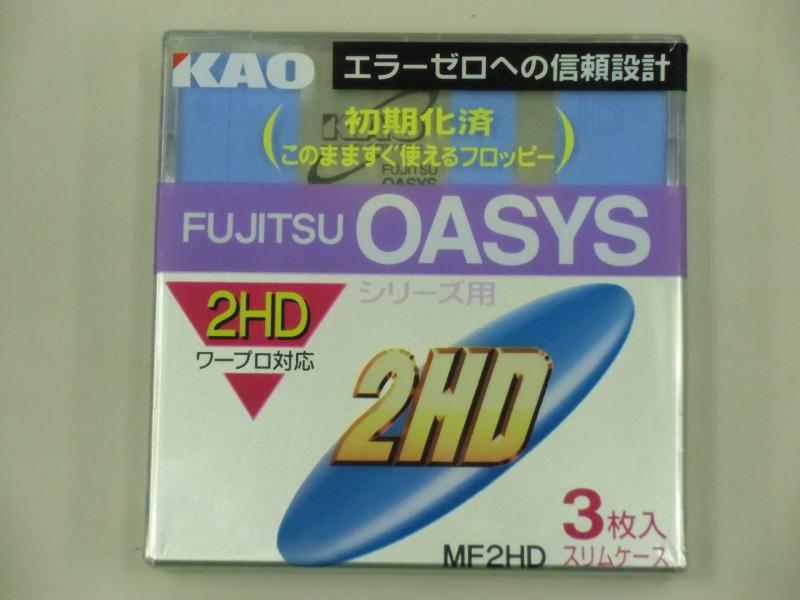 KAO エラーゼロへの信頼設計
初期化済
(このまますぐ使えるフロッピー)
KAO
FUJITSU
OASYS
FUJITSU OASYS
シリーズ用
2HD
ワープロ対応
2HD
3枚入
MF2HD スリムケース